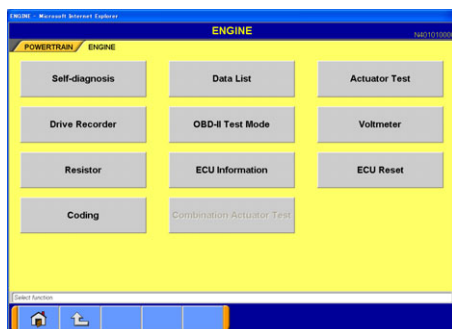 ENGINE - Microsoft Internet Explorer
ENGINE
POWERTRAIN ENGINE
Self-diagnosis Data List Actuator Test
Drive Recorder OBD-II Test Mode Voltmeter
Resistor ECU Information ECU Reset
Coding Combination Actuator Test
Select function